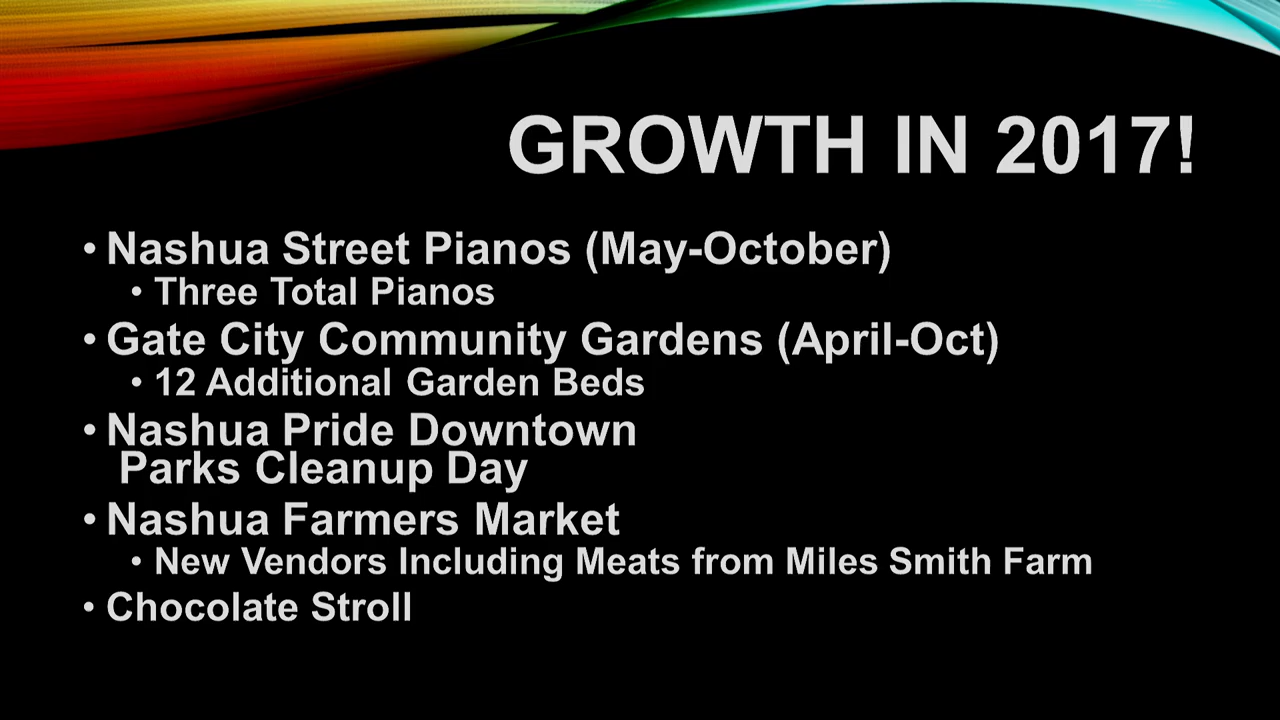 GROWTH IN 2017!
• Nashua Street Pianos (May-October)
• Three Total Pianos
• Gate City Community Gardens (April-Oct)
• 12 Additional Garden Beds
• Nashua Pride Downtown
Parks Cleanup Day
• Nashua Farmers Market
• New Vendors Including Meats from Miles Smith Farm
• Chocolate Stroll